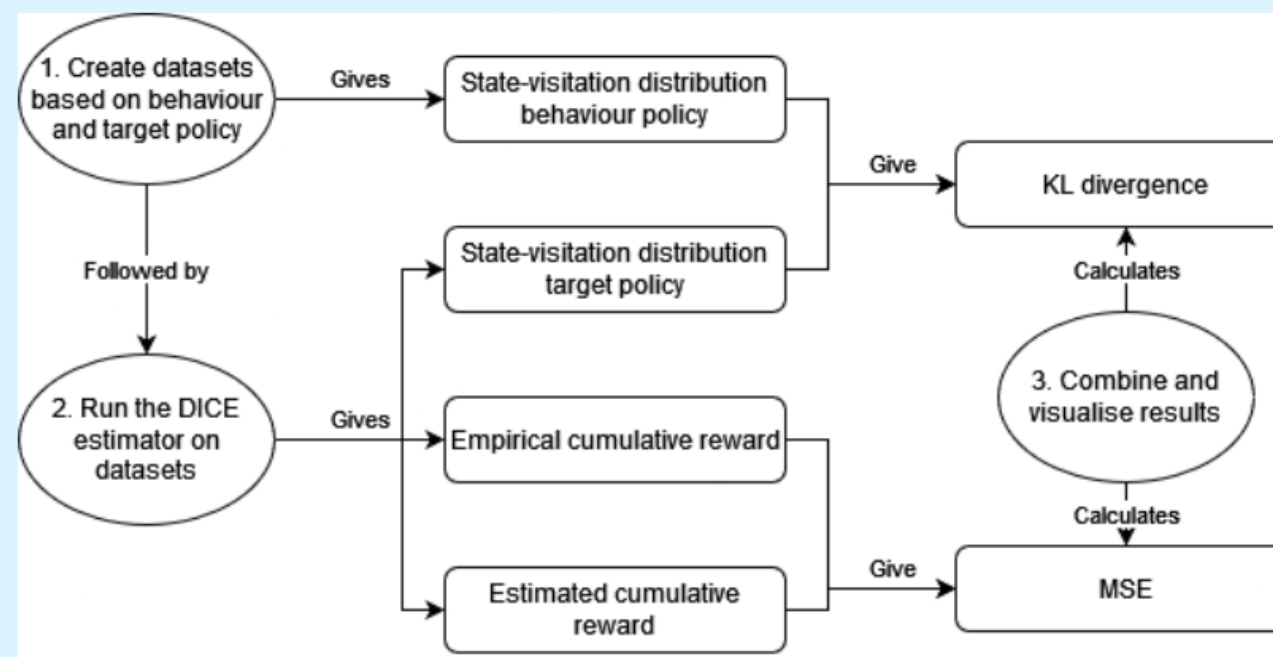 1. Create datasets
based on behaviour
and target policy
Gives
State-visitation distribution
behaviour policy
Give
KL divergence
Followed by
State-visitation distribution
target policy
Calculates
2. Run the DICE
estimator on
datasets
Gives
Empirical cumulative reward
3. Combine and
visualise results
Calculates
Estimated cumulative
reward
Give
MSE